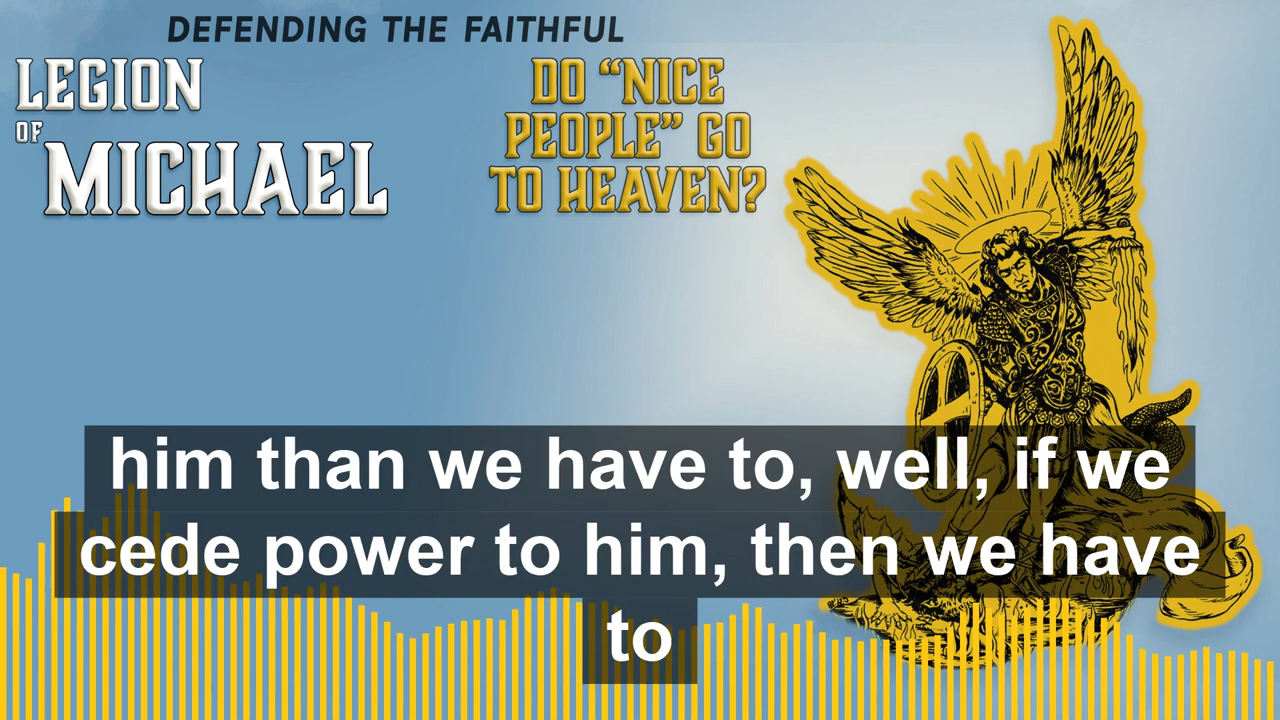 DEFENDING THE FAITHFUL
LEGION
OF
MICHAEL
DO “NICE
PEOPLE” GO
TO HEAVEN?
him than we have to, well, if we
cede power to him, then we have
to